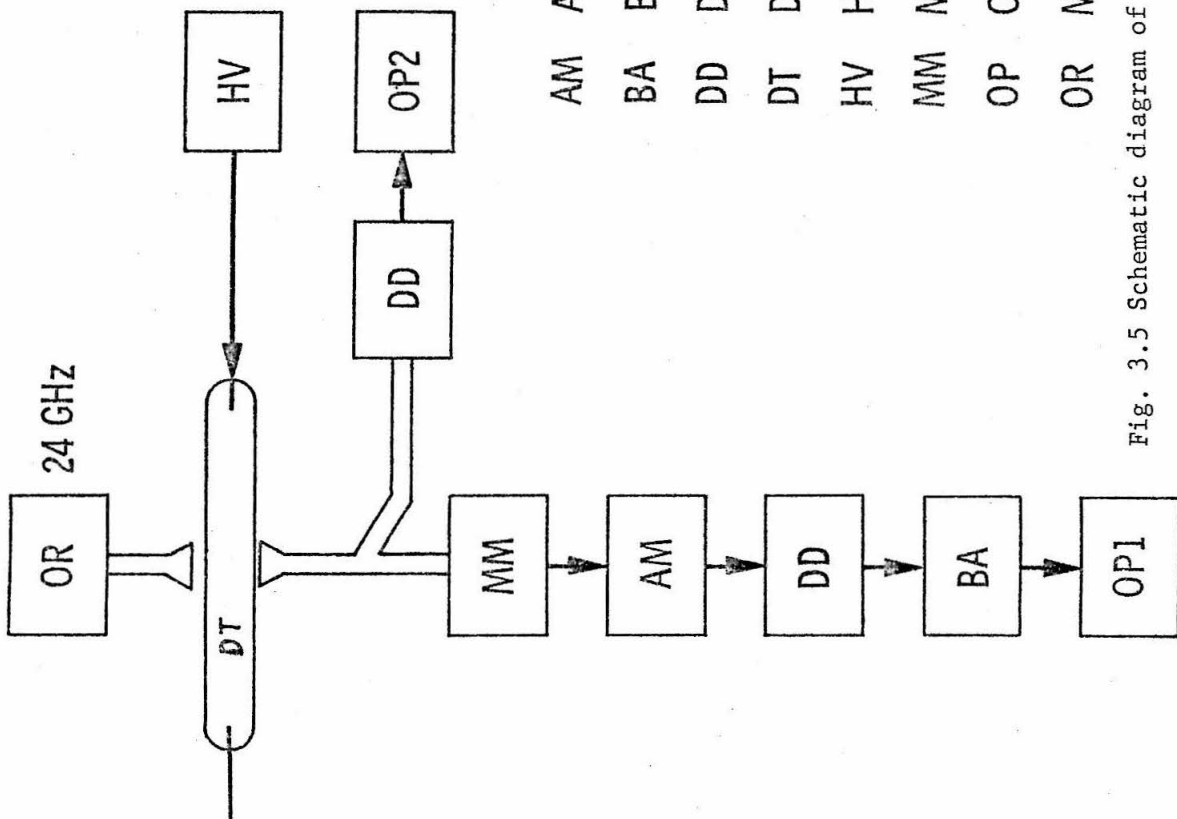 OR
24 GHz
DT
HV
MM
DD
OP2
AM
DD
BA
OP1
AM A
BA
DD D
DT D
HV
MM
OP
OR
Fig. 3.5 Schematic diagram of